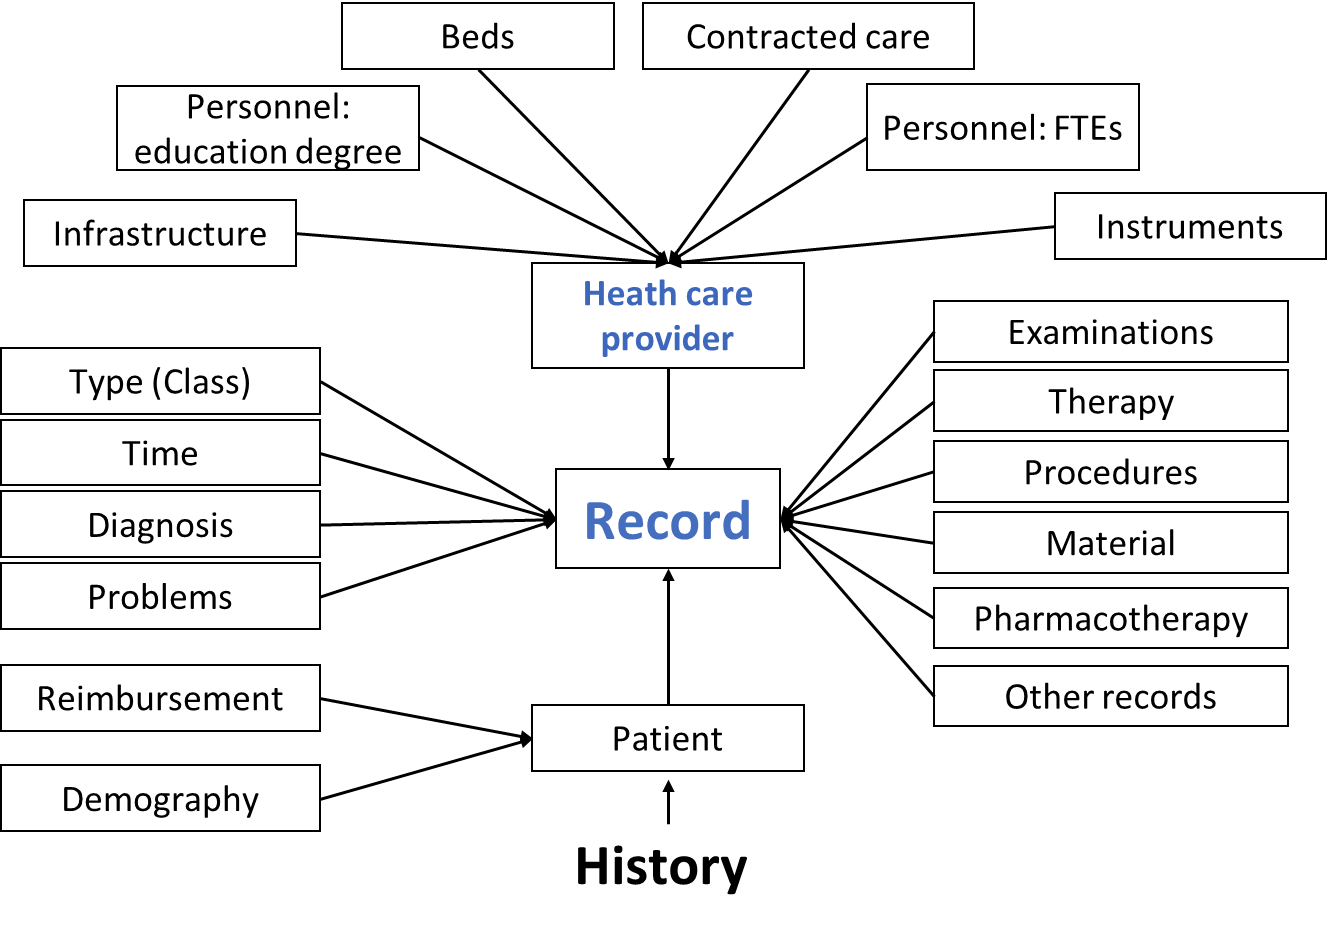 Beds
Contracted care
Personnel:
education degree
Personnel: FTEs
Infrastructure
Instruments
Heath care
provider
Examinations
Type (Class)
Therapy
Time
Procedures
Record
Diagnosis
Material
Problems
Pharmacotherapy
Reimbursement
Other records
Patient
Demography
History